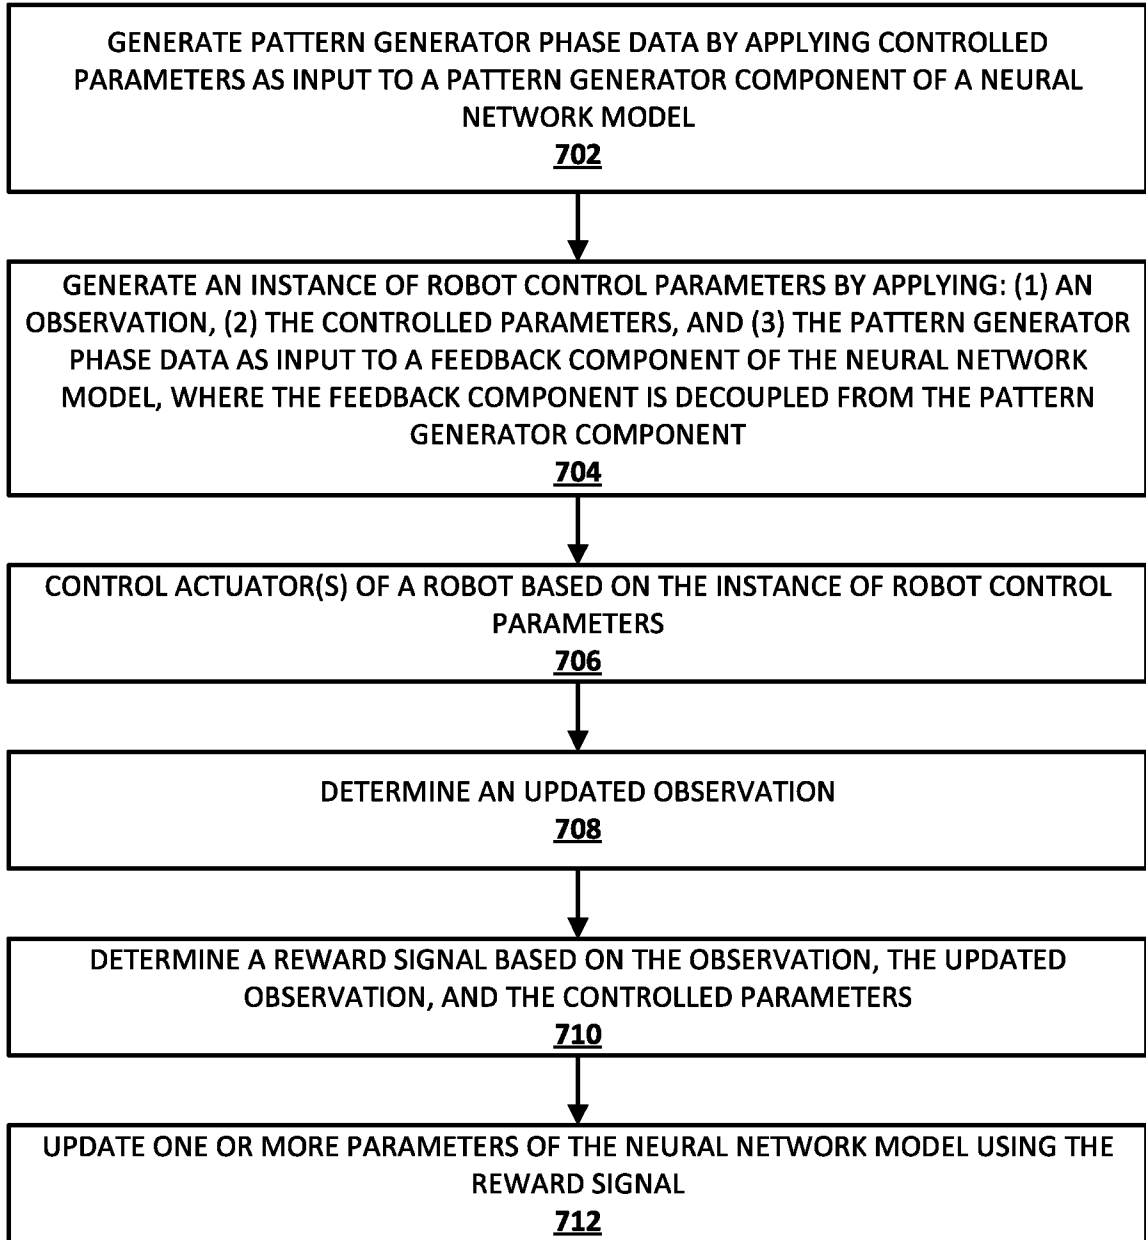 GENERATE PATTERN GENERATOR PHASE DATA BY APPLYING CONTROLLED
PARAMETERS AS INPUT TO A PATTERN GENERATOR COMPONENT OF A NEURAL
NETWORK MODEL
702
GENERATE AN INSTANCE OF ROBOT CONTROL PARAMETERS BY APPLYING: (1) AN
OBSERVATION, (2) THE CONTROLLED PARAMETERS, AND (3) THE PATTERN GENERATOR
PHASE DATA AS INPUT TO A FEEDBACK COMPONENT OF THE NEURAL NETWORK
MODEL, WHERE THE FEEDBACK COMPONENT IS DECOUPLED FROM THE PATTERN
GENERATOR COMPONENT
704
CONTROL ACTUATOR(S) OF A ROBOT BASED ON THE INSTANCE OF ROBOT CONTROL
PARAMETERS
706
DETERMINE AN UPDATED OBSERVATION
708
DETERMINE A REWARD SIGNAL BASED ON THE OBSERVATION, THE UPDATED
OBSERVATION, AND THE CONTROLLED PARAMETERS
710
UPDATE ONE OR MORE PARAMETERS OF THE NEURAL NETWORK MODEL USING THE
REWARD SIGNAL
712